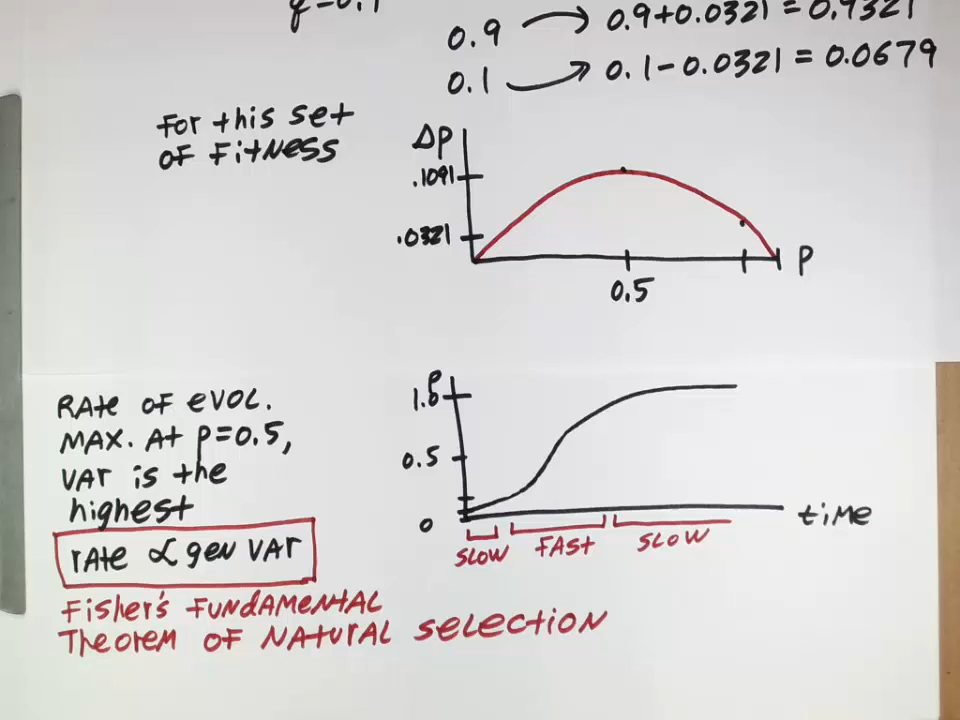 q=0.1
0.9 → 0.9+0.0321=0.9321
0.1 → 0.1-0.0321=0.0679
For this set
of Fitness
Δp
.1091
.0321
0.5
p
Rate of evol.
max. at p=0.5,
var is the
highest
rate ∝ gen var
Fisher's Fundamental
Theorem of Natural Selection
p
1.0
0.5
0
time
slow
fast
slow